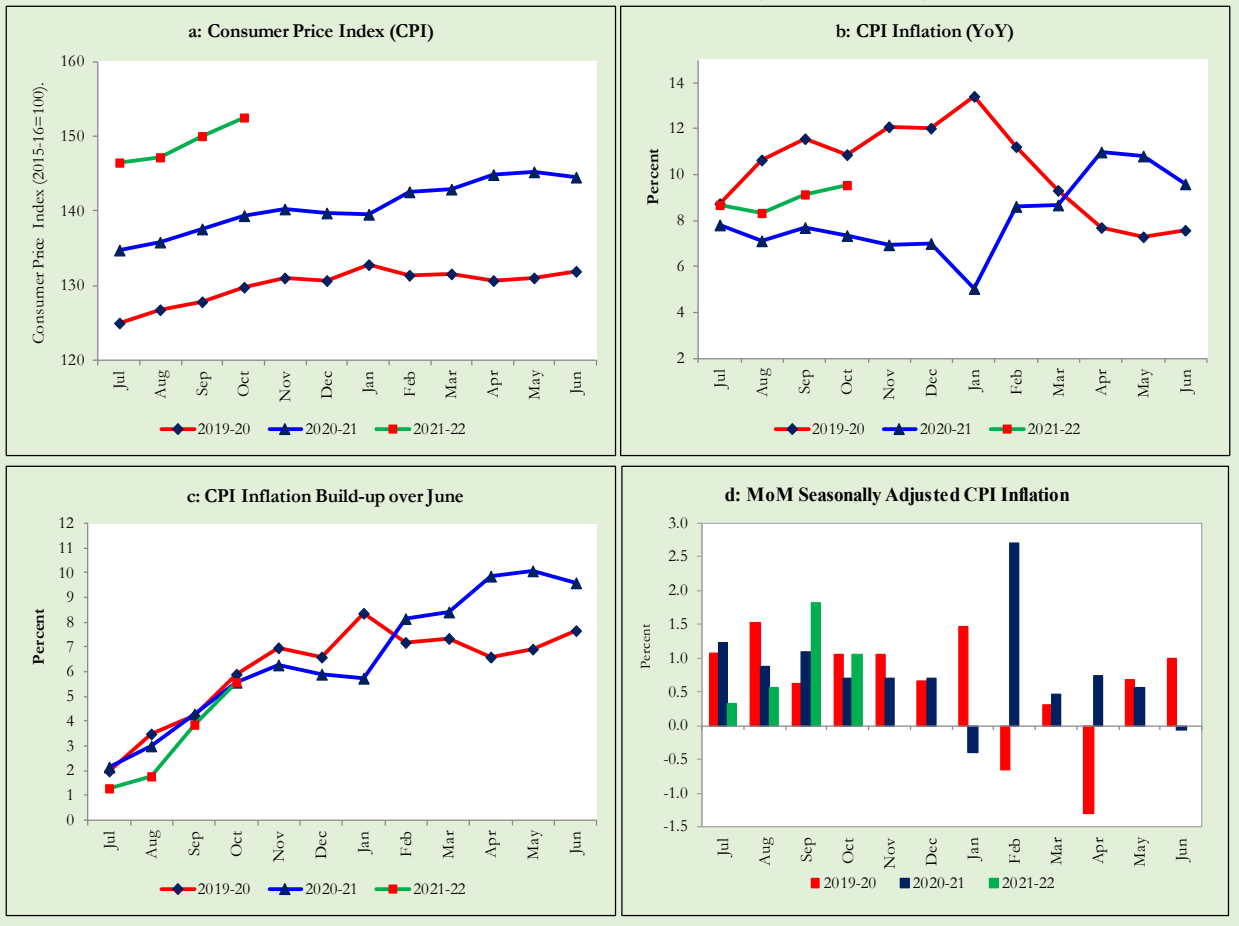 a: Consumer Price Index (CPI)
Consumer Price Index (2015-16=100).
160
150
140
130
120
Jul Aug Sep Oct Nov Dec Jan Feb Mar Apr May Jun
2019-20 2020-21 2021-22
b: CPI Inflation (YoY)
Percent
14
12
10
8
6
4
2
Jul Aug Sep Oct Nov Dec Jan Feb Mar Apr May Jun
2019-20 2020-21 2021-22
c: CPI Inflation Build-up over June
Percent
12
11
10
9
8
7
6
5
4
3
2
1
0
Jul Aug Sep Oct Nov Dec Jan Feb Mar Apr May Jun
2019-20 2020-21 2021-22
d: MoM Seasonally Adjusted CPI Inflation
Percent
3.0
2.5
2.0
1.5
1.0
0.5
0.0
-0.5
-1.0
-1.5
Jul Aug Sep Oct Nov Dec Jan Feb Mar Apr May Jun
2019-20 2020-21 2021-22